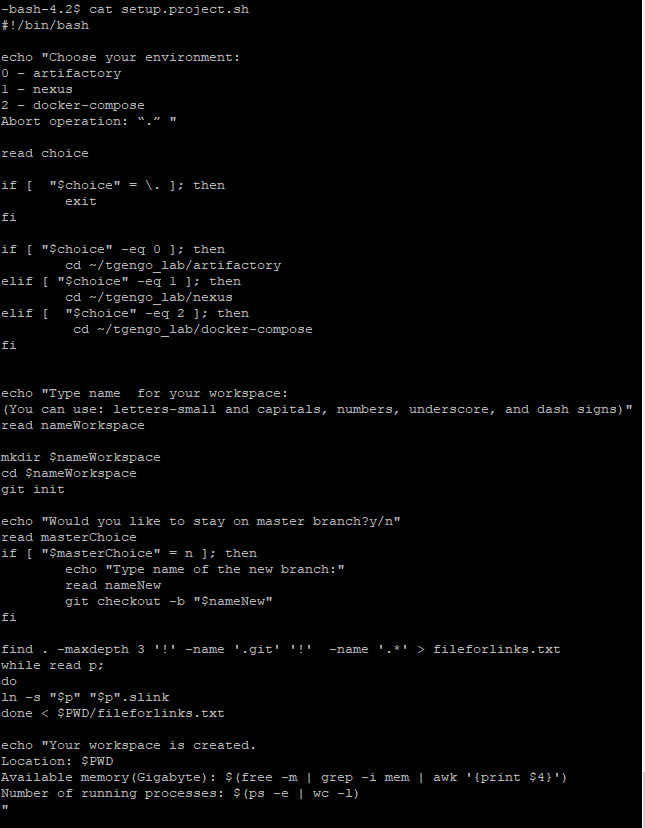 -bash-4.2$ cat setup.project.sh
#!/bin/bash
echo "Choose your environment:
0 - artifactory
1 - nexus
2 - docker-compose
Abort operation: “.” "
read choice
if [  "$choice" = \. ]; then
        exit
fi
if [ "$choice" -eq 0 ]; then
        cd ~/tgengo_lab/artifactory
elif [ "$choice" -eq 1 ]; then
        cd ~/tgengo_lab/nexus
elif [  "$choice" -eq 2 ]; then
         cd ~/tgengo_lab/docker-compose
fi
echo "Type name  for your workspace:
(You can use: letters-small and capitals, numbers, underscore, and dash signs)"
read nameWorkspace
mkdir $nameWorkspace
cd $nameWorkspace
git init
echo "Would you like to stay on master branch?y/n"
read masterChoice
if [ "$masterChoice" = n ]; then
        echo "Type name of the new branch:"
        read nameNew
        git checkout -b "$nameNew"
fi
find . -maxdepth 3 '!' -name '.git' '!'  -name '.*' > fileforlinks.txt
while read p;
do
ln -s "$p" "$p".slink
done < $PWD/fileforlinks.txt
echo "Your workspace is created.
Location: $PWD
Available memory(Gigabyte): $(free -m | grep -i mem | awk '{print $4}')
Number of running processes: $(ps -e | wc -l)
"